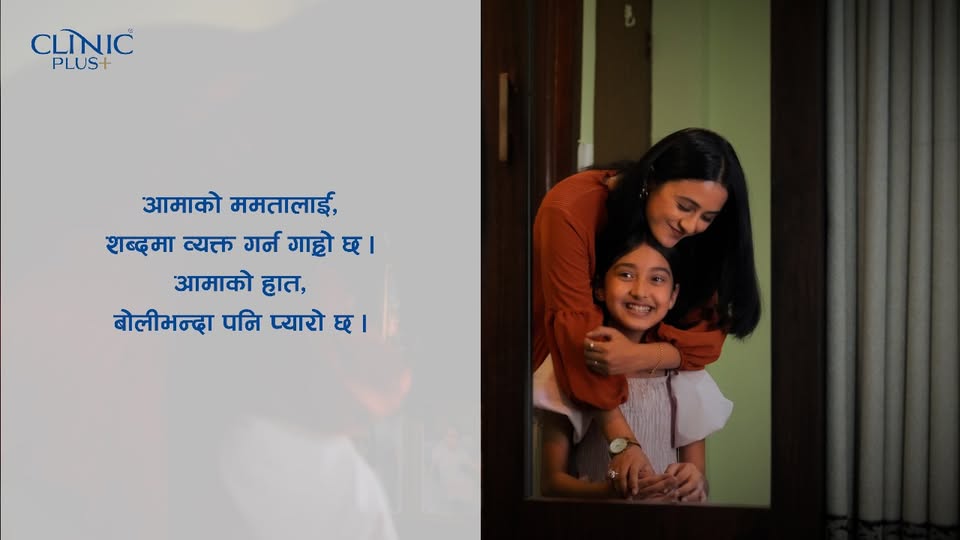 CLINIC
PLUS+
आमाको ममतालाई,
शब्दमा व्यक्त गर्न गाह्रो छ।
आमाको हात,
बोलीभन्दा पनि प्यारो छ।